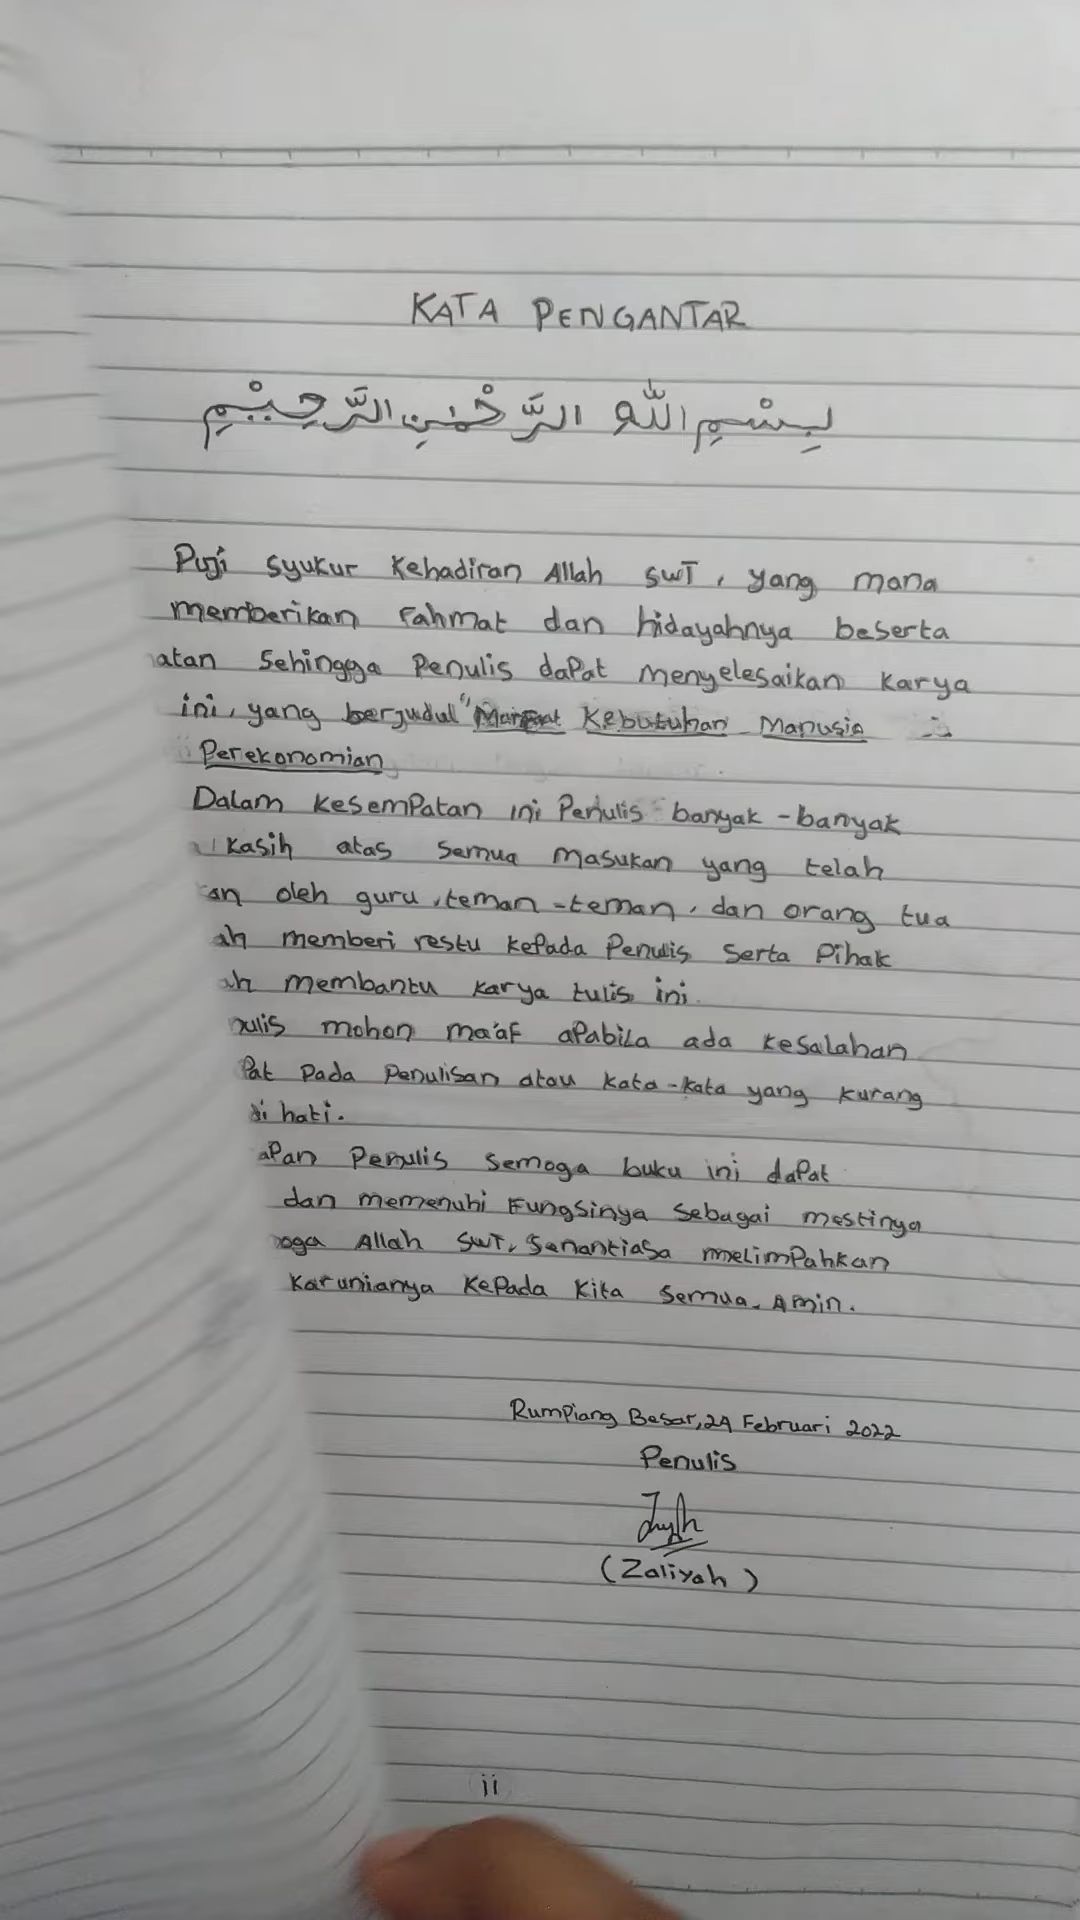 KATA PENGANTAR
بِسْمِ اللّٰهِ الرَّحْمٰنِ الرَّحِيْمِ
Puji syukur Kehadiran Allah SWT, yang mana
memberikan rahmat dan hidayahnya beserta
atan Sehingga Penulis dapat menyelesaikan karya
ini, yang berjudul " Kebutuhan Manusia
Perekonomian
Dalam kesempatan ini Penulis banyak-banyak
kasih atas semua masukan yang telah
an oleh guru, teman-teman, dan orang tua
ah memberi restu kepada Penulis serta Pihak
ah membantu karya tulis ini.
nulis mohon ma'af apabila ada kesalahan
pat pada penulisan atau kata-kata yang kurang
di hati.
apan Penulis semoga buku ini dapat
dan memenuhi Fungsinya sebagai mestinya
oga Allah SWT, Senantiasa melimpahkan
karunianya kepada kita semua. Amin.
Rumpiang Besar, 24 Februari 2022
Penulis
(Zaliyah)
ii